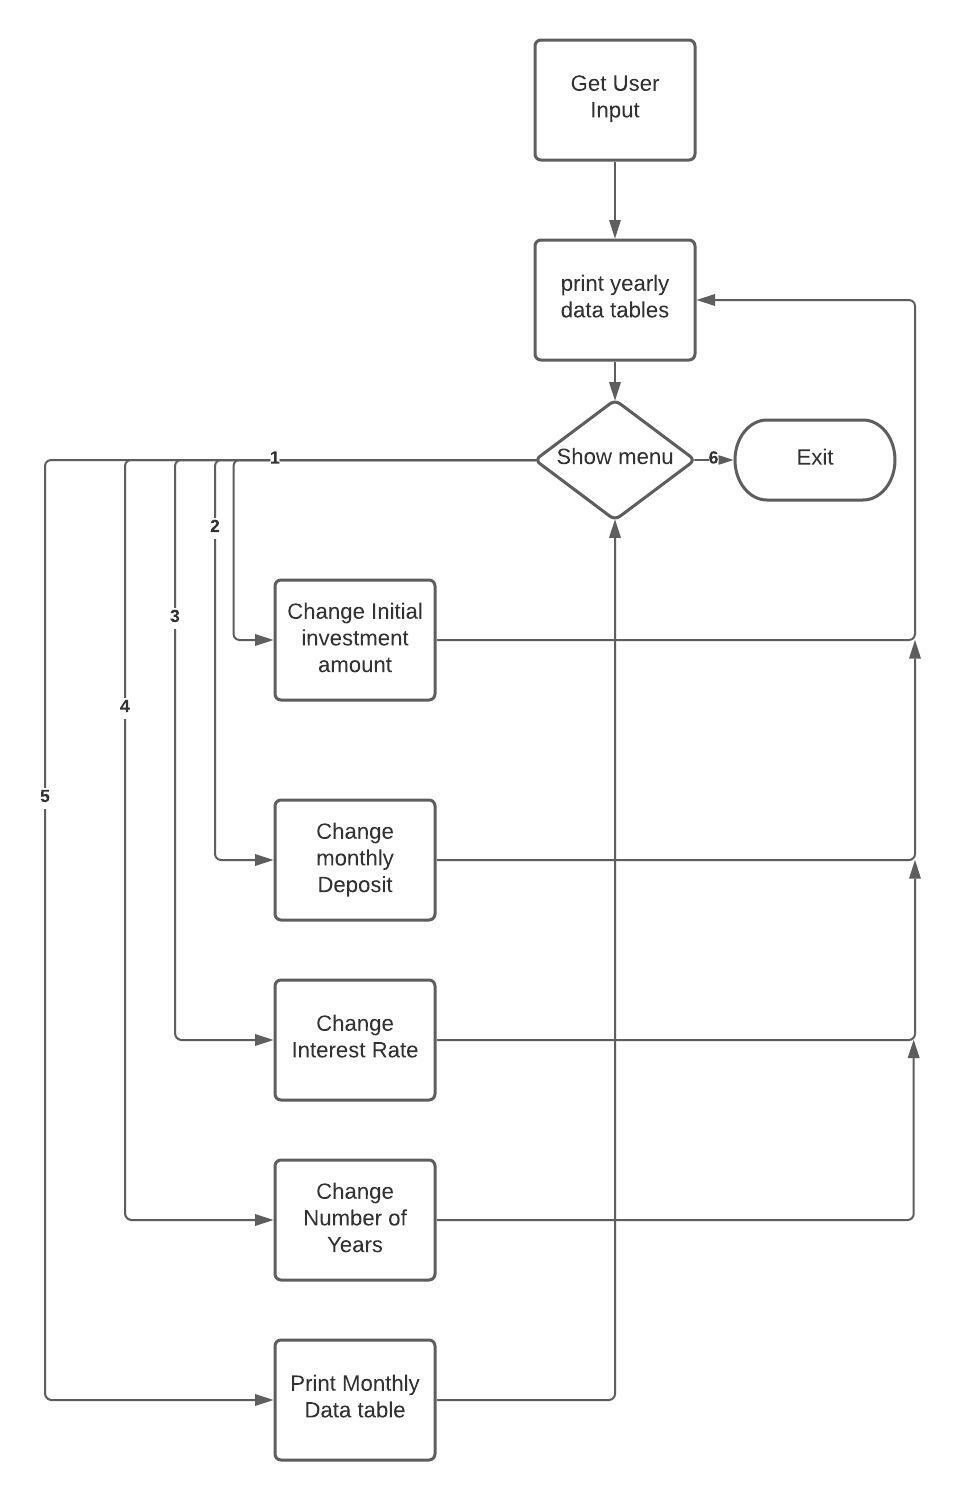 Get User
Input
print yearly
data tables
1
Show menu
6
Exit
2
Change Initial
investment
amount
3
4
5
Change
monthly
Deposit
Change
Interest Rate
Change
Number of
Years
Print Monthly
Data table